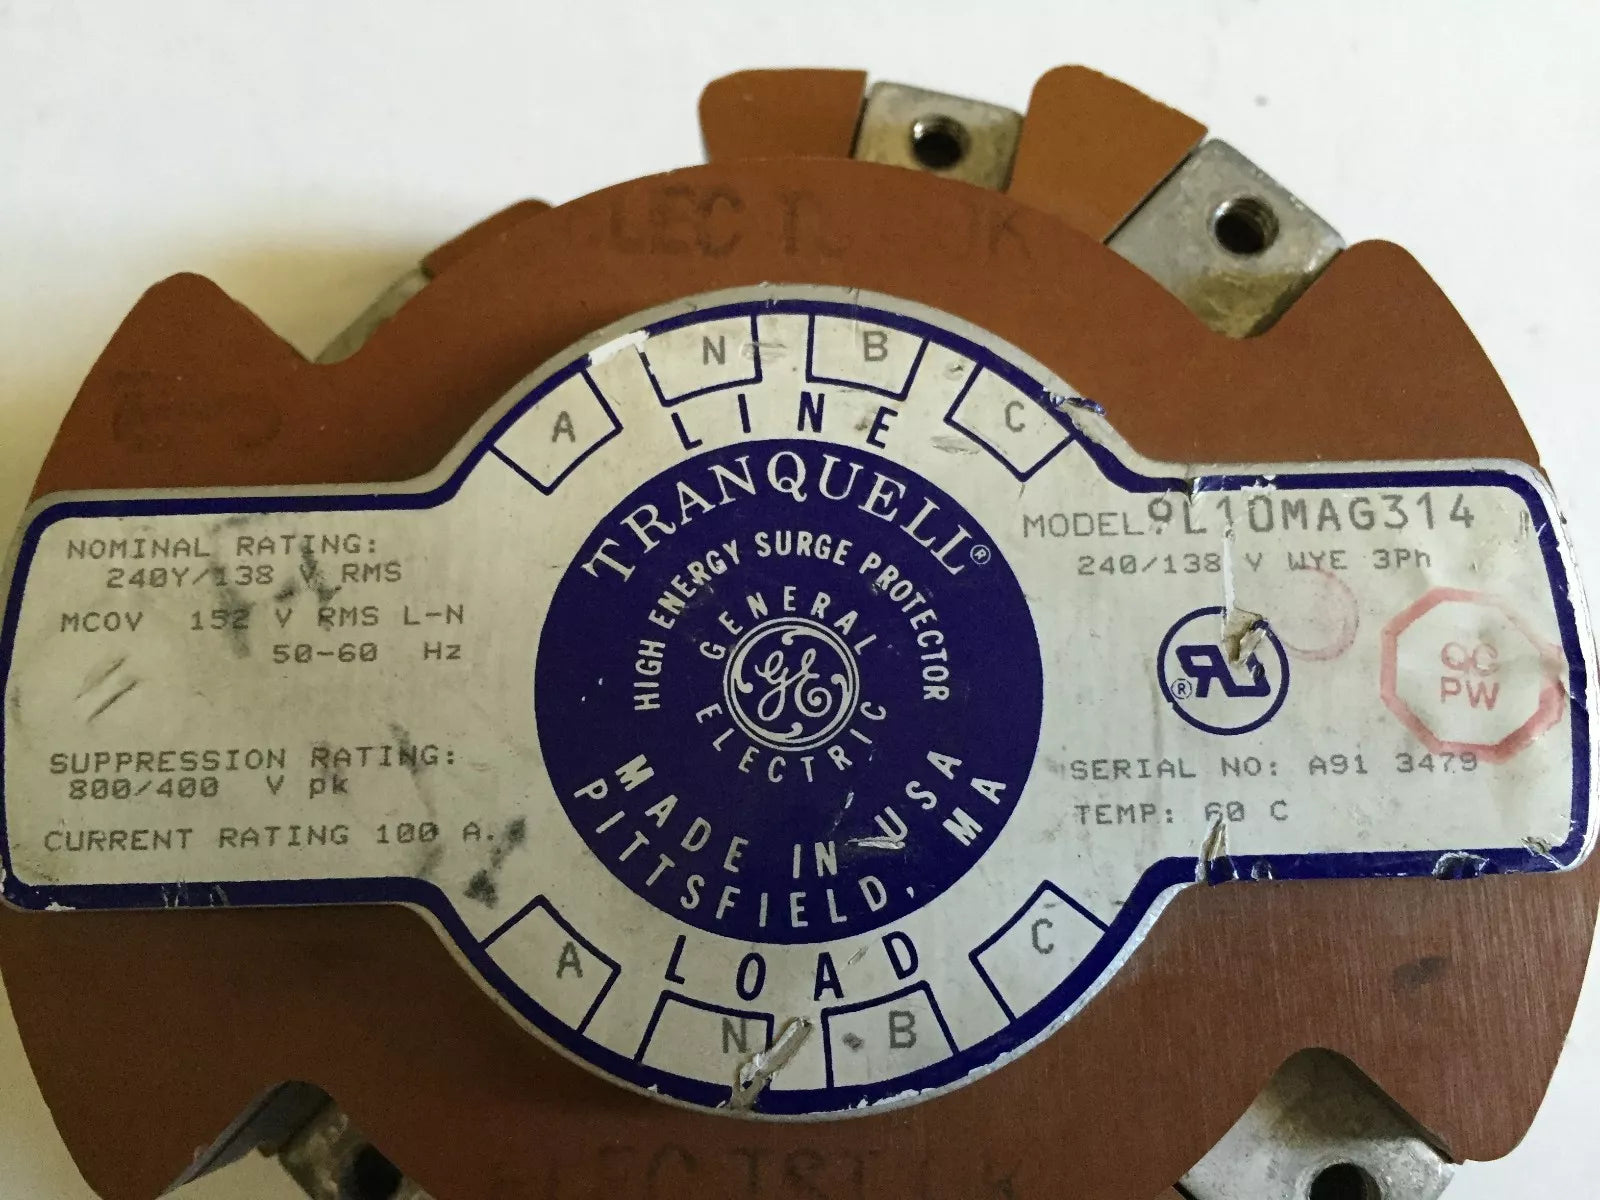 A N B C
LINE
TRANQUELL®
HIGH ENERGY SURGE PROTECTOR
GENERAL
GE
ELECTRIC
MADE IN USA
PITTSFIELD, MA
LOAD
A N B C
NOMINAL RATING:
240Y/138 V RMS
MCOV 152 V RMS L-N
50-60 Hz
SUPPRESSION RATING:
800/400 V pk
CURRENT RATING 100 A.
MODEL 9L10MAG314
240/138 V WYE 3Ph
RU®
QC
PW
SERIAL NO: A91 3479
TEMP: 60 C